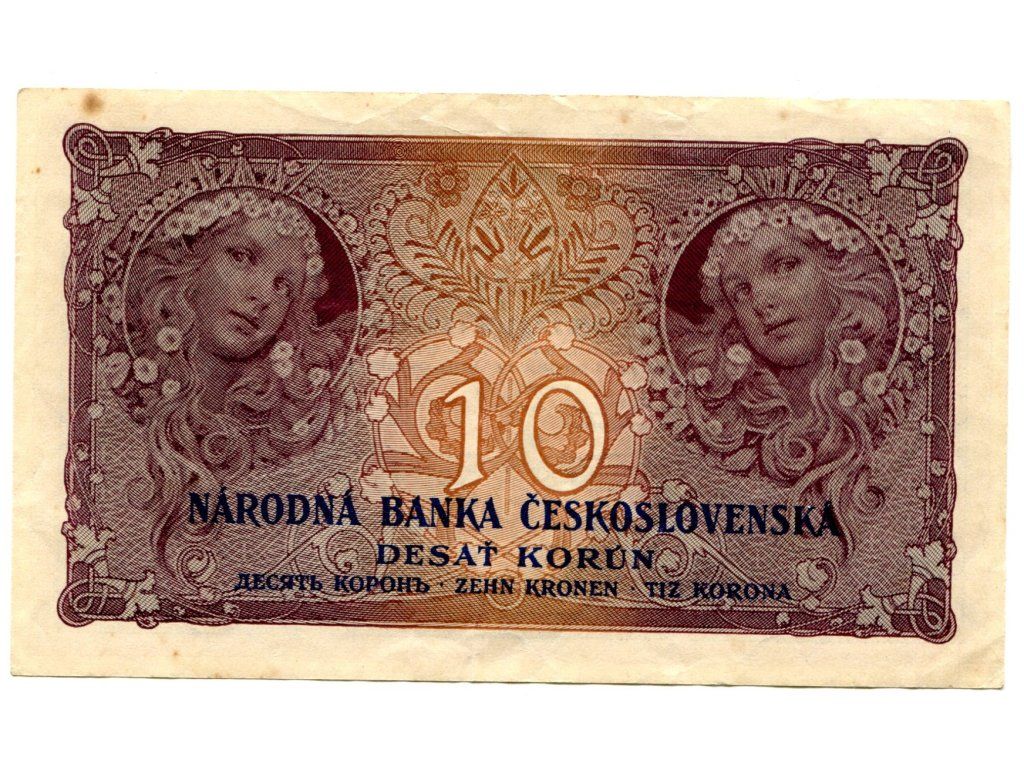 10
NÁRODNÁ BANKA ČESKOSLOVENSKÁ
DESAŤ KORÚN
ДЕСЯТЬ КОРОНЪ · ZEHN KRONEN · TIZ KORONA